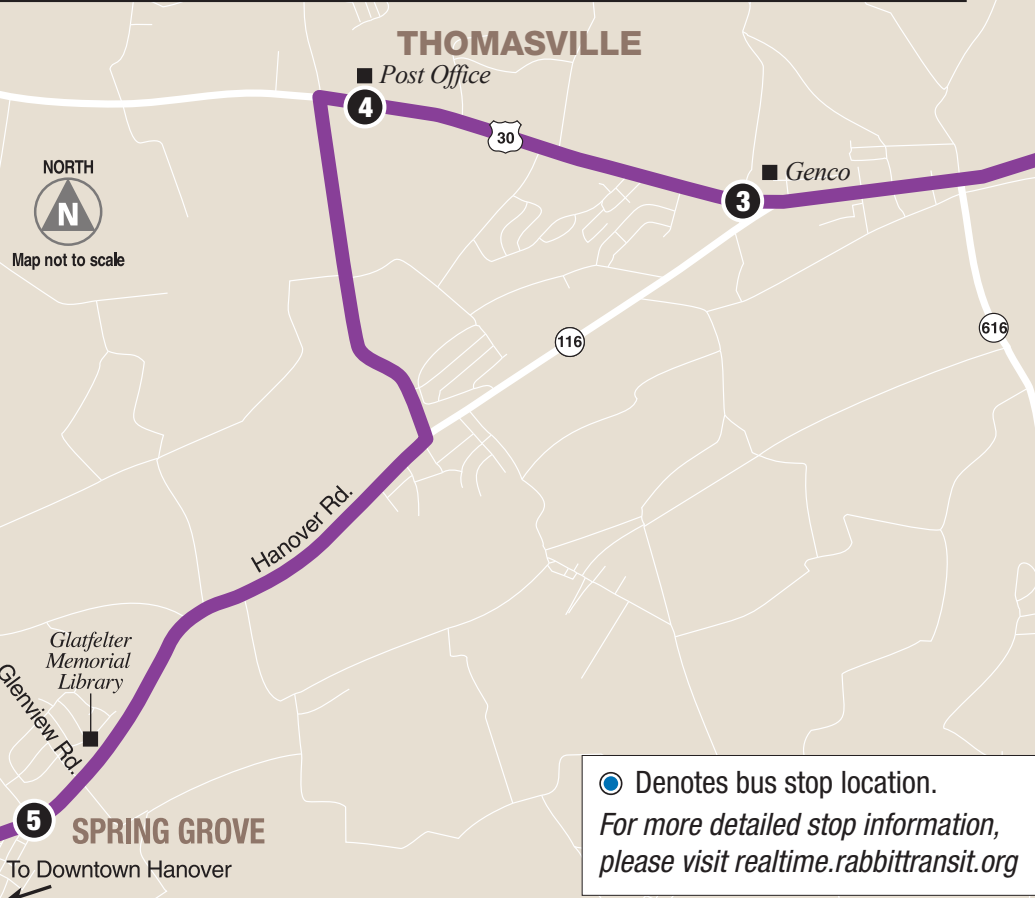 THOMASVILLE
Post Office
4
30
NORTH
N
Map not to scale
Genco
3
116
616
Hanover Rd.
Glatfelter
Memorial
Library
Glenview Rd.
5
SPRING GROVE
To Downtown Hanover
Denotes bus stop location.
For more detailed stop information,
please visit realtime.rabbittransit.org